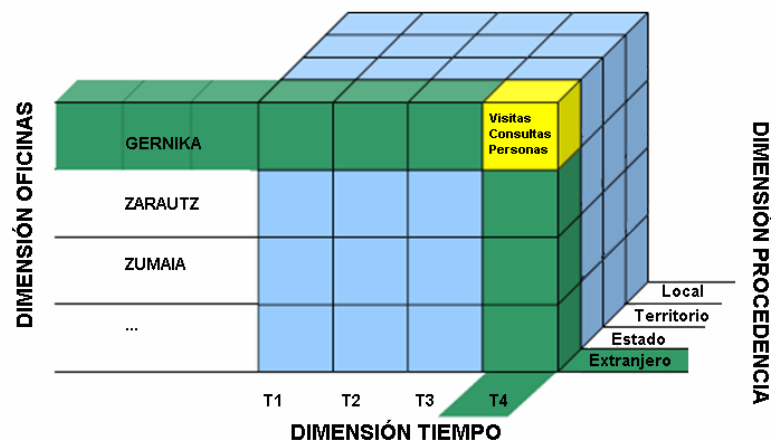 DIMENSIÓN OFICINAS
GERNIKA
ZARAUTZ
ZUMAIA
...
Visitas
Consultas
Personas
Local
Territorio
Estado
Extranjero
DIMENSIÓN PROCEDENCIA
T1 T2 T3 T4
DIMENSIÓN TIEMPO